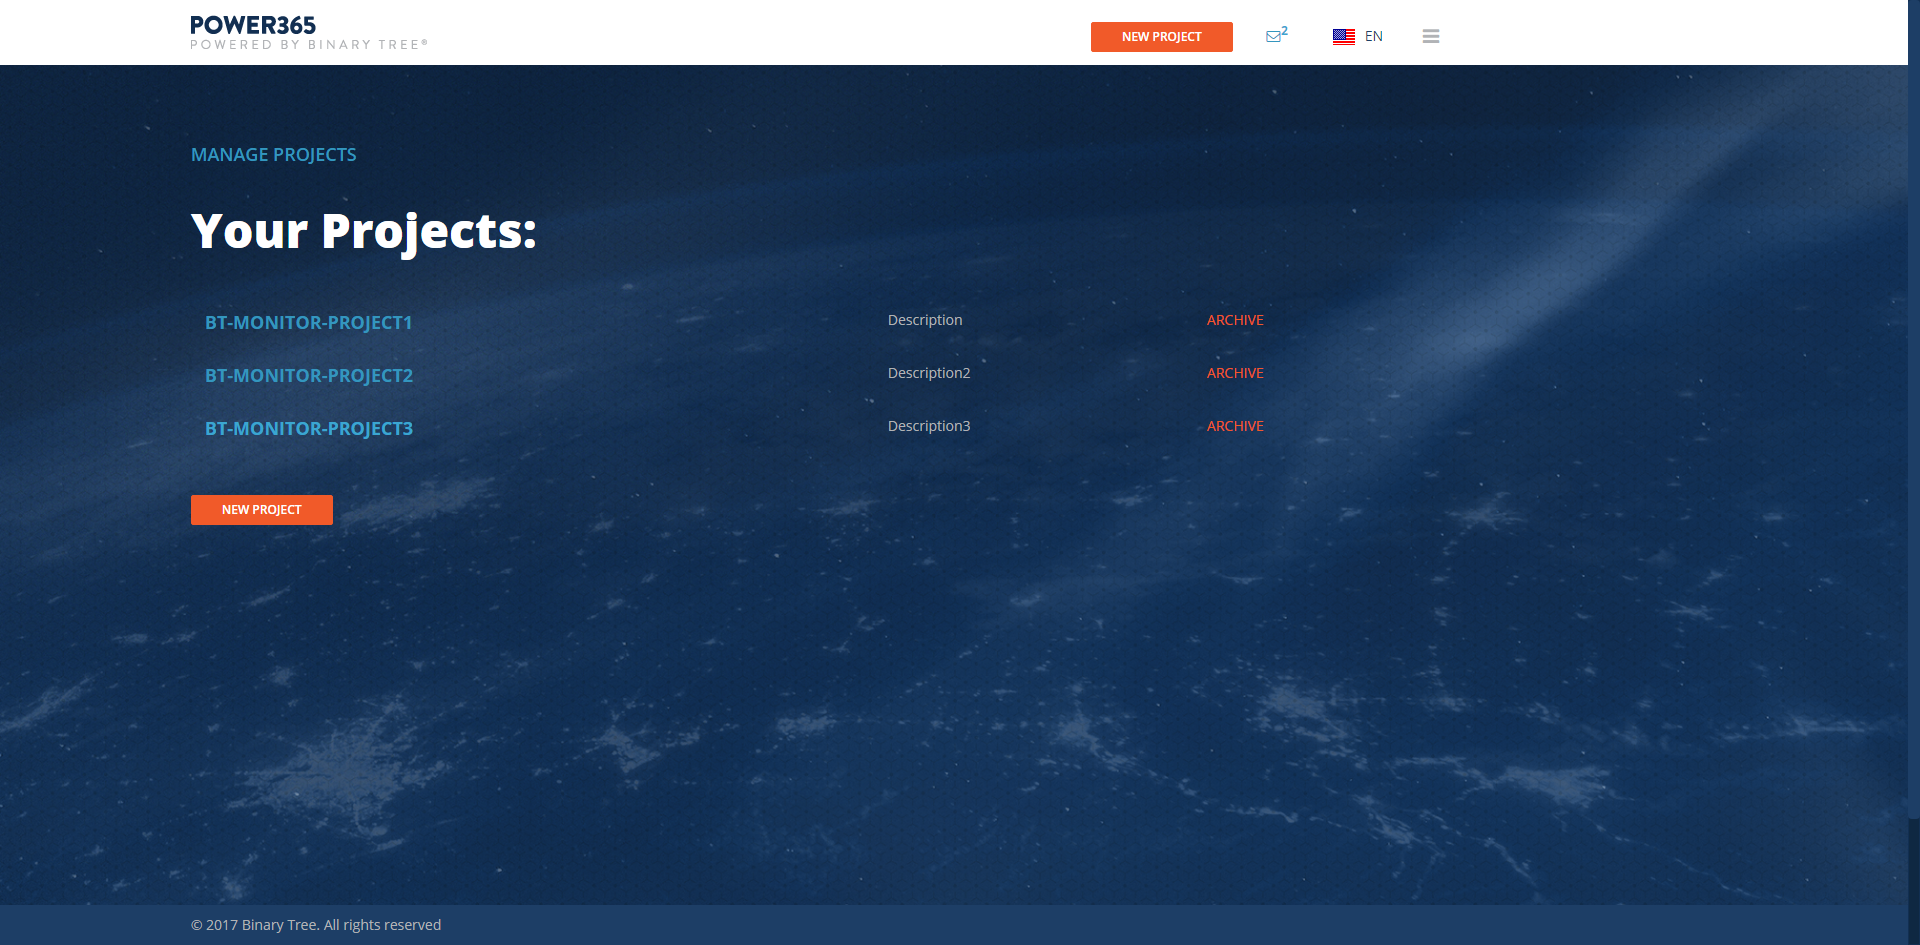 POWER365
POWERED BY BINARY TREE®
NEW PROJECT
2
EN
MANAGE PROJECTS
Your Projects:
BT-MONITOR-PROJECT1 Description ARCHIVE
BT-MONITOR-PROJECT2 Description2 ARCHIVE
BT-MONITOR-PROJECT3 Description3 ARCHIVE
NEW PROJECT
© 2017 Binary Tree. All rights reserved